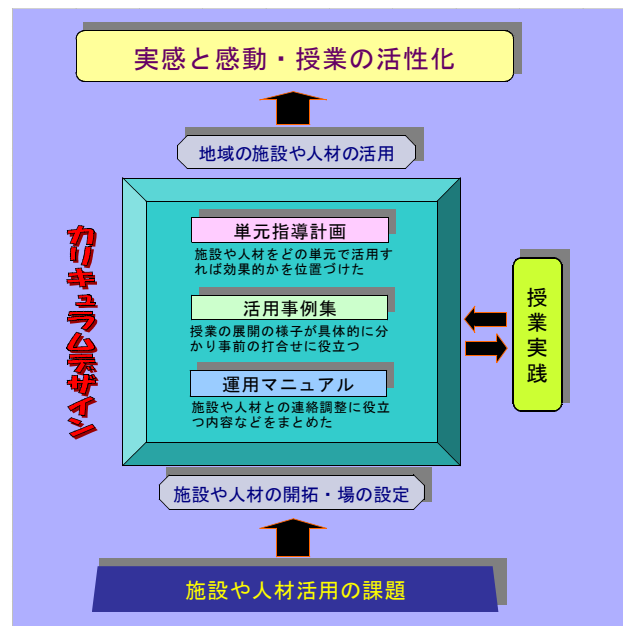 実感と感動・授業の活性化
地域の施設や人材の活用
カリキュラムデザイン
単元指導計画
施設や人材をどの単元で活用す
れば効果的かを位置づけた
活用事例集
授業の展開の様子が具体的に分
かり事前の打合せに役立つ
運用マニュアル
施設や人材との連絡調整に役立
つ内容などをまとめた
授業実践
施設や人材の開拓・場の設定
施設や人材活用の課題